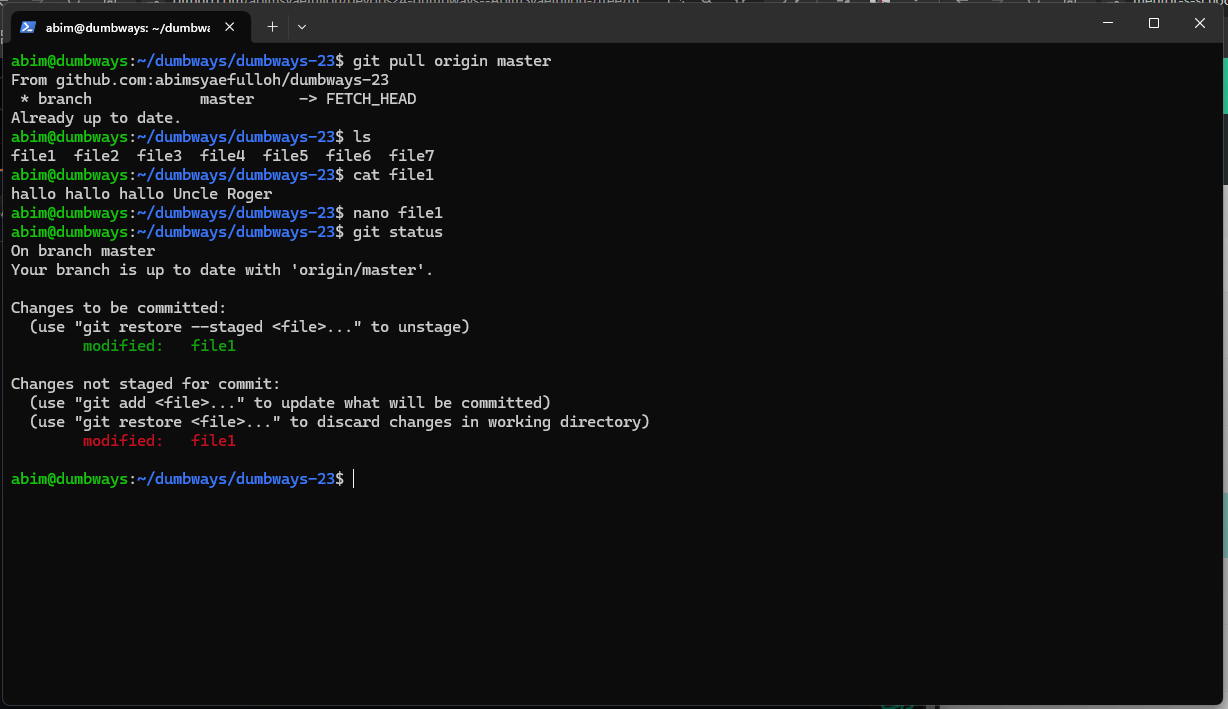 abim@dumbways: ~/dumbwa
abim@dumbways:~/dumbways/dumbways-23$ git pull origin master
From github.com:abimsyaefulloh/dumbways-23
 * branch            master     -> FETCH_HEAD
Already up to date.
abim@dumbways:~/dumbways/dumbways-23$ ls
file1  file2  file3  file4  file5  file6  file7
abim@dumbways:~/dumbways/dumbways-23$ cat file1
hallo hallo hallo Uncle Roger
abim@dumbways:~/dumbways/dumbways-23$ nano file1
abim@dumbways:~/dumbways/dumbways-23$ git status
On branch master
Your branch is up to date with 'origin/master'.

Changes to be committed:
  (use "git restore --staged <file>..." to unstage)
        modified:   file1

Changes not staged for commit:
  (use "git add <file>..." to update what will be committed)
  (use "git restore <file>..." to discard changes in working directory)
        modified:   file1

abim@dumbways:~/dumbways/dumbways-23$